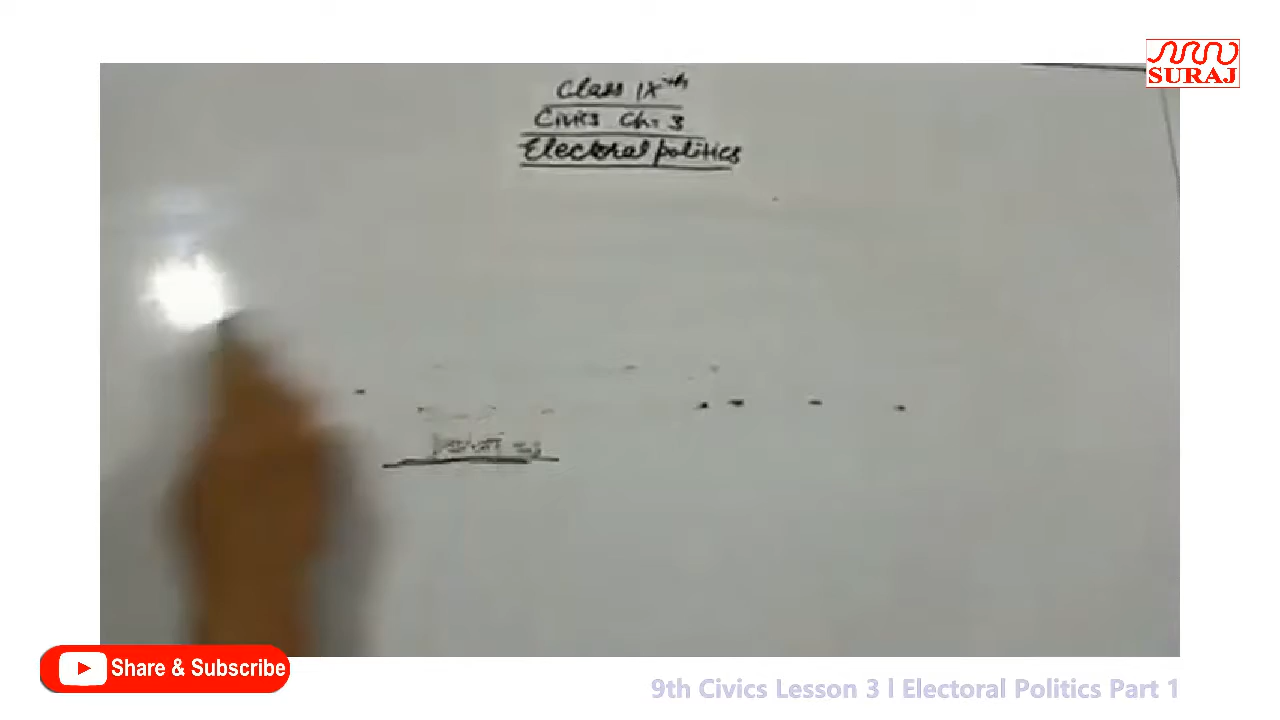 SURAJ
Class IXth
Civics Ch. 3
Electoral politics
Share & Subscribe
9th Civics Lesson 3 l Electoral Politics Part 1